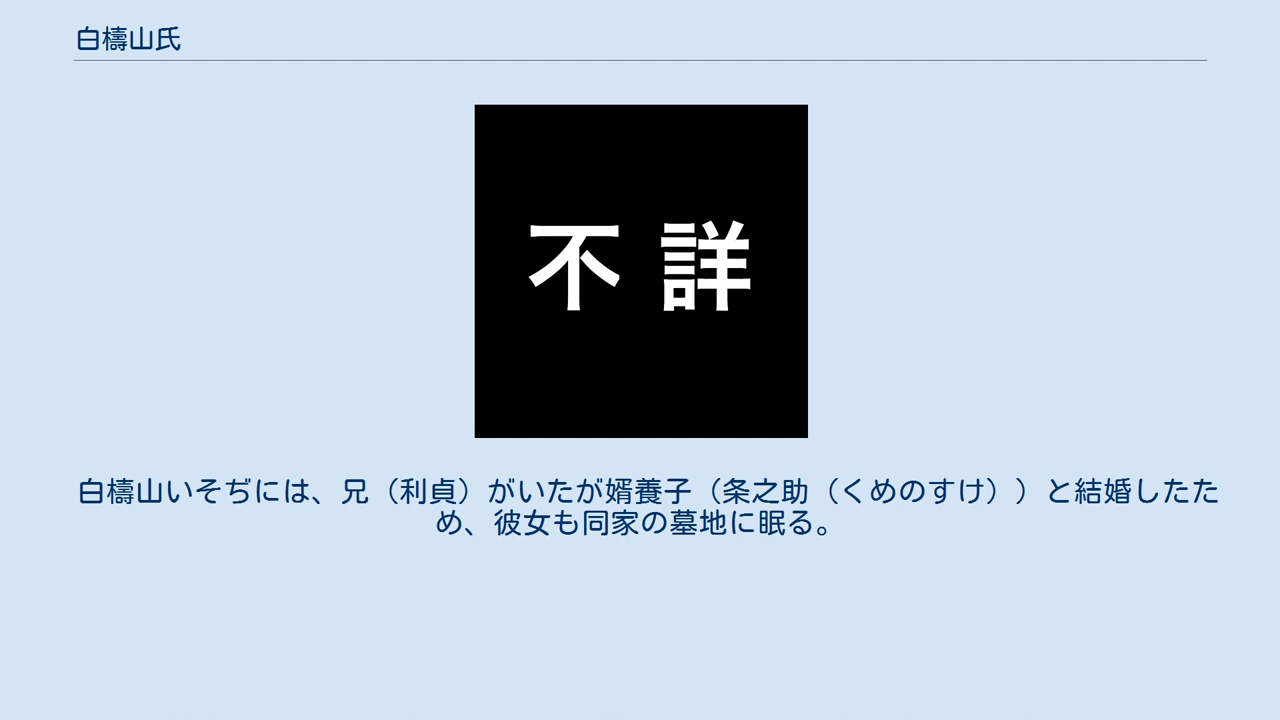 白檮山氏
不詳
白檮山いそぢには、兄（利貞）がいたが婿養子（条之助（くめのすけ））と結婚したた
め、彼女も同家の墓地に眠る。